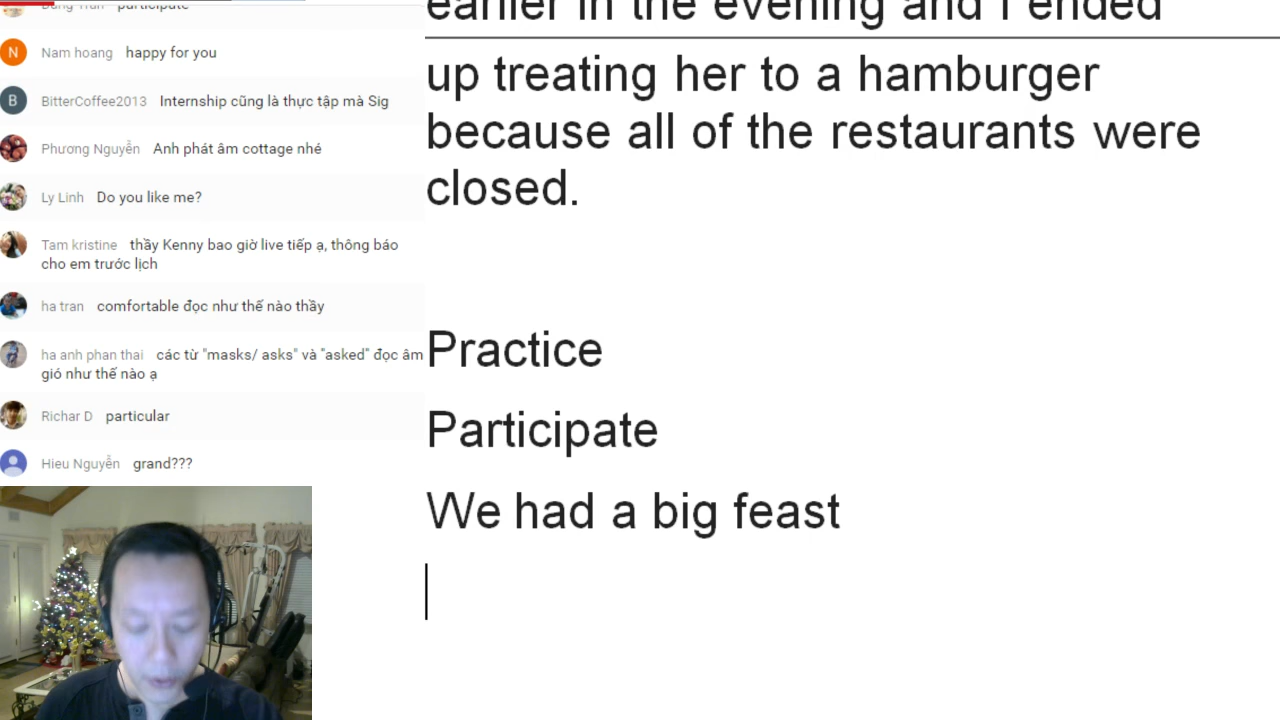 Dang Tran participate
N Nam hoang happy for you
B BitterCoffee2013 Internship cũng là thực tập mà Sig
Phương Nguyễn Anh phát âm cottage nhé
Ly Linh Do you like me?
Tam kristine thầy Kenny bao giờ live tiếp ạ, thông báo
cho em trước lịch
ha tran comfortable đọc như thế nào thầy
ha anh phan thai các từ "masks/ asks" và "asked" đọc âm
gió như thế nào ạ
Richar D particular
Hieu Nguyễn grand???
earlier in the evening and I ended
up treating her to a hamburger
because all of the restaurants were
closed.
Practice
Participate
We had a big feast